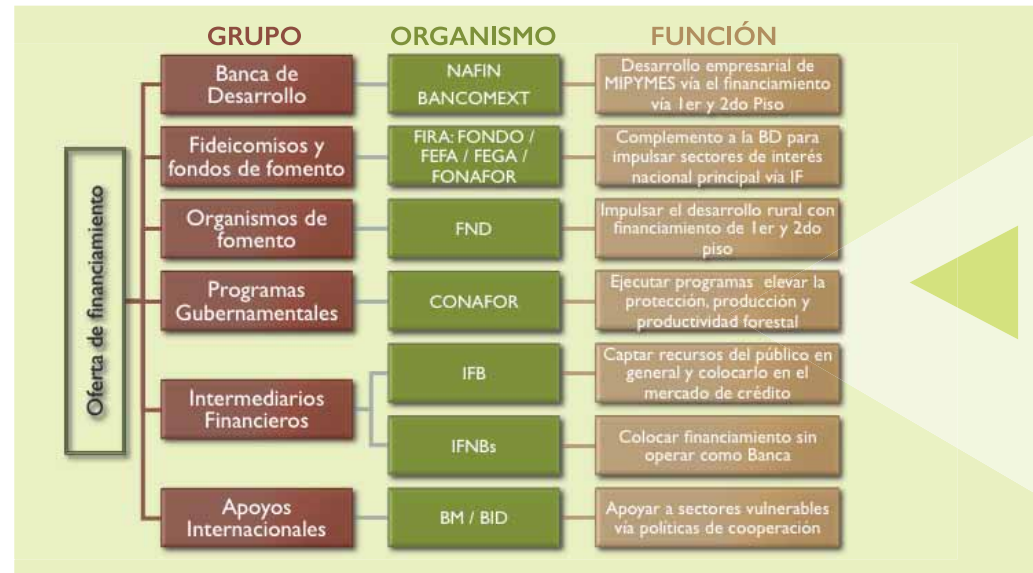 GRUPO
ORGANISMO
FUNCIÓN
Oferta de financiamiento
Banca de
Desarrollo
NAFIN
BANCOMEXT
Desarrollo empresarial de
MIPYMES vía el financiamiento
vía 1er y 2do Piso
Fideicomisos y
fondos de fomento
FIRA: FONDO /
FEFA / FEGA /
FONAFOR
Complemento a la BD para
impulsar sectores de interés
nacional principal vía IF
Organismos de
fomento
FND
Impulsar el desarrollo rural con
financiamiento de 1er y 2do
piso
Programas
Gubernamentales
CONAFOR
Ejecutar programas elevar la
protección, producción y
productividad forestal
Intermediarios
Financieros
IFB
Captar recursos del público en
general y colocarlo en el
mercado de crédito
IFNBs
Colocar financiamiento sin
operar como Banca
Apoyos
Internacionales
BM / BID
Apoyar a sectores vulnerables
vía políticas de cooperación